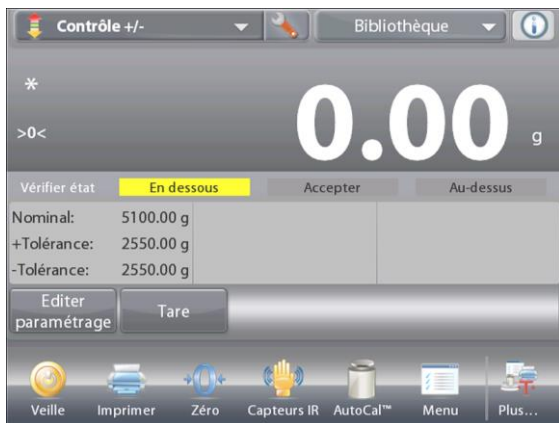 Contrôle +/- Bibliothèque
*
>0<
0.00 g
Vérifier état En dessous Accepter Au-dessus
Nominal: 5100.00 g
+Tolérance: 2550.00 g
-Tolérance: 2550.00 g
Editer
paramétrage
Tare
Veille Imprimer Zéro Capteurs IR AutoCal™ Menu Plus...